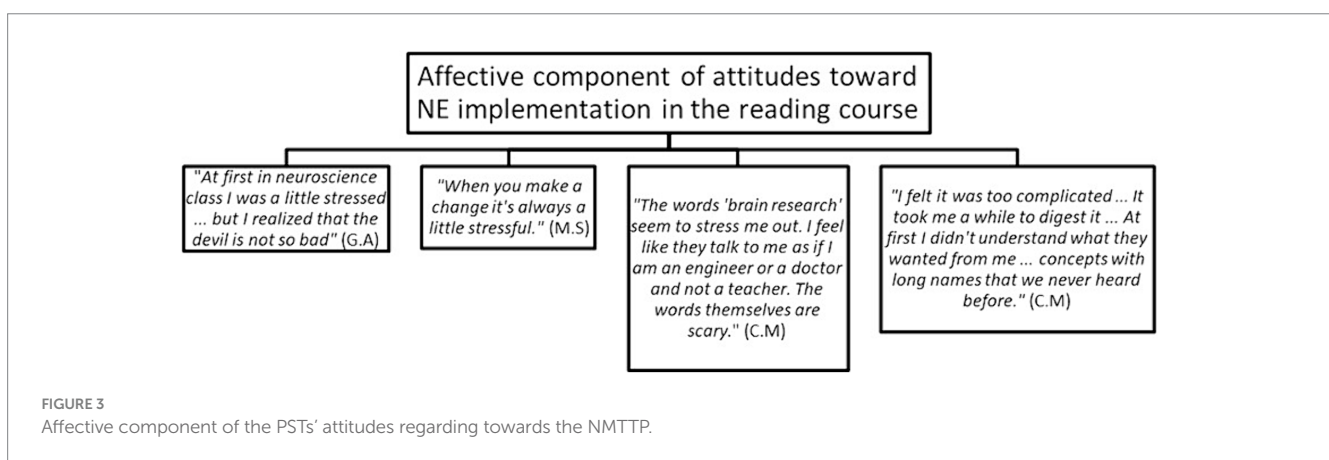 Affective component of attitudes toward
NE implementation in the reading course
"At first in neuroscience
class I was a little stressed
... but I realized that the
devil is not so bad" (G.A)
"When you make a
change it's always a
little stressful." (M.S)
"The words 'brain research'
seem to stress me out. I feel
like they talk to me as if I
am an engineer or a doctor
and not a teacher. The
words themselves are
scary." (C.M)
"I felt it was too complicated ... It
took me a while to digest it ... At
first I didn't understand what they
wanted from me ... concepts with
long names that we never heard
before." (C.M)
FIGURE 3
Affective component of the PSTs' attitudes regarding towards the NMTTP.